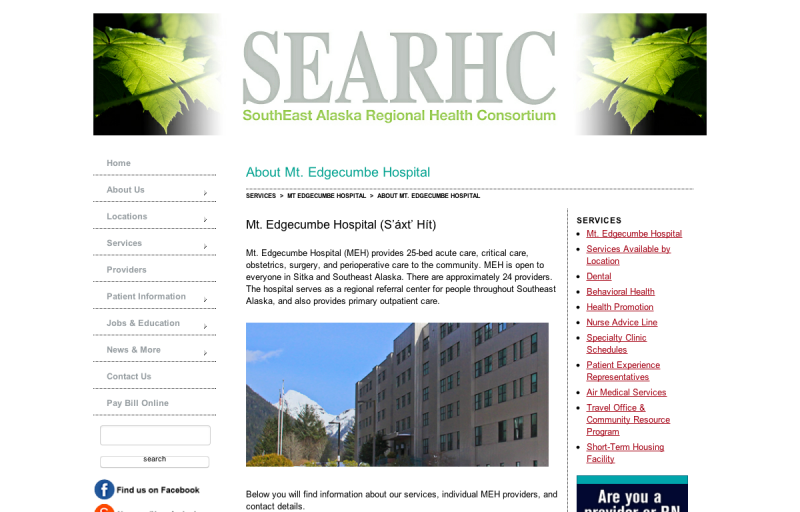 SEARHC
SouthEast Alaska Regional Health Consortium
Home
About Us
Locations
Services
Providers
Patient Information
Jobs & Education
News & More
Contact Us
Pay Bill Online
search
Find us on Facebook
About Mt. Edgecumbe Hospital
SERVICES > MT EDGECUMBE HOSPITAL > ABOUT MT. EDGECUMBE HOSPITAL
Mt. Edgecumbe Hospital (S'áxt' Hít)
Mt. Edgecumbe Hospital (MEH) provides 25-bed acute care, critical care,
obstetrics, surgery, and perioperative care to the community. MEH is open to
everyone in Sitka and Southeast Alaska. There are approximately 24 providers.
The hospital serves as a regional referral center for people throughout Southeast
Alaska, and also provides primary outpatient care.
Below you will find information about our services, individual MEH providers, and
contact details.
SERVICES
Mt. Edgecumbe Hospital
Services Available by
Location
Dental
Behavioral Health
Health Promotion
Nurse Advice Line
Specialty Clinic
Schedules
Patient Experience
Representatives
Air Medical Services
Travel Office &
Community Resource
Program
Short-Term Housing
Facility
Are you a
provider or RN